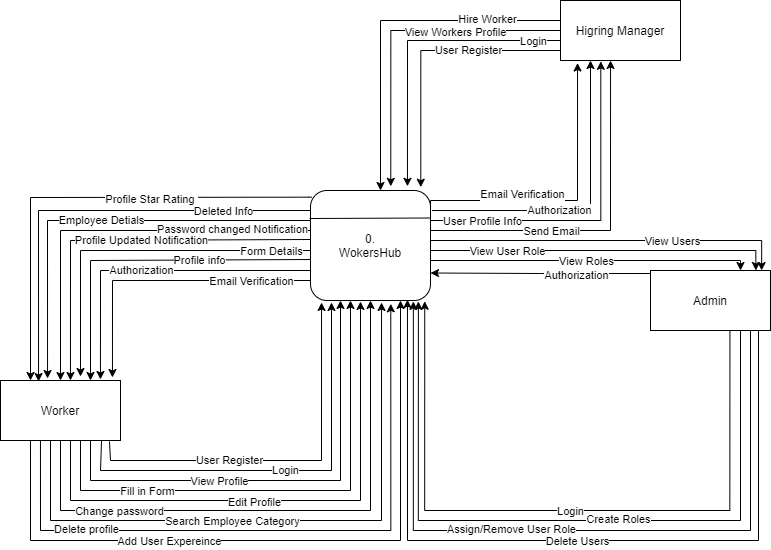 Hire Worker
View Workers Profile
Login
User Register
Higring Manager
Profile Star Rating
Deleted Info
Employee Detials
Password changed Notification
Profile Updated Notification
Form Details
Profile info
Authorization
Email Verification
0.
WokersHub
Email Verification
Authorization
User Profile Info
Send Email
View Users
View User Role
View Roles
Authorization
Admin
Worker
User Register
Login
View Profile
Fill in Form
Edit Profile
Change password
Search Employee Category
Delete profile
Add User Expereince
Login
Create Roles
Assign/Remove User Role
Delete Users